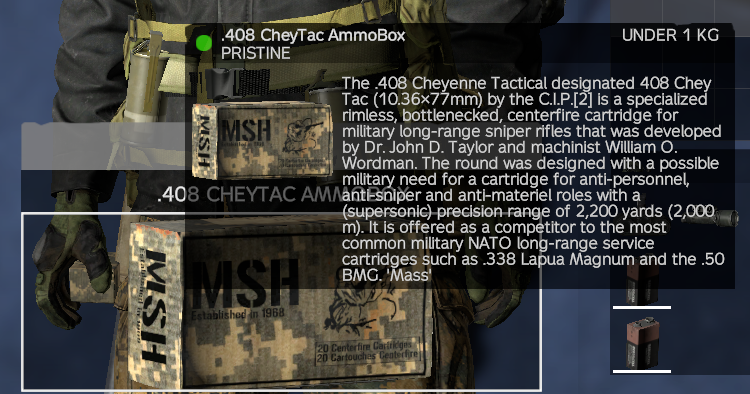 .408 CheyTac AmmoBox
UNDER 1 KG
PRISTINE
The .408 Cheyenne Tactical designated 408 Chey
Tac (10.36×77mm) by the C.I.P.[2] is a specialized
rimless, bottlenecked, centerfire cartridge for
military long-range sniper rifles that was developed
by Dr. John D. Taylor and machinist William O.
Wordman. The round was designed with a possible
military need for a cartridge for anti-personnel,
anti-sniper and anti-materiel roles with a
(supersonic) precision range of 2,200 yards (2,000
m). It is offered as a competitor to the most
common military NATO long-range service
cartridges such as .338 Lapua Magnum and the .50
BMG. 'Mass'
MSH
MSH
.408 CHEYTAC AMMOBOX
MSH
MSH
Established in 1968
20 Centerfire Cartridges
20 Cartouches Centerfire